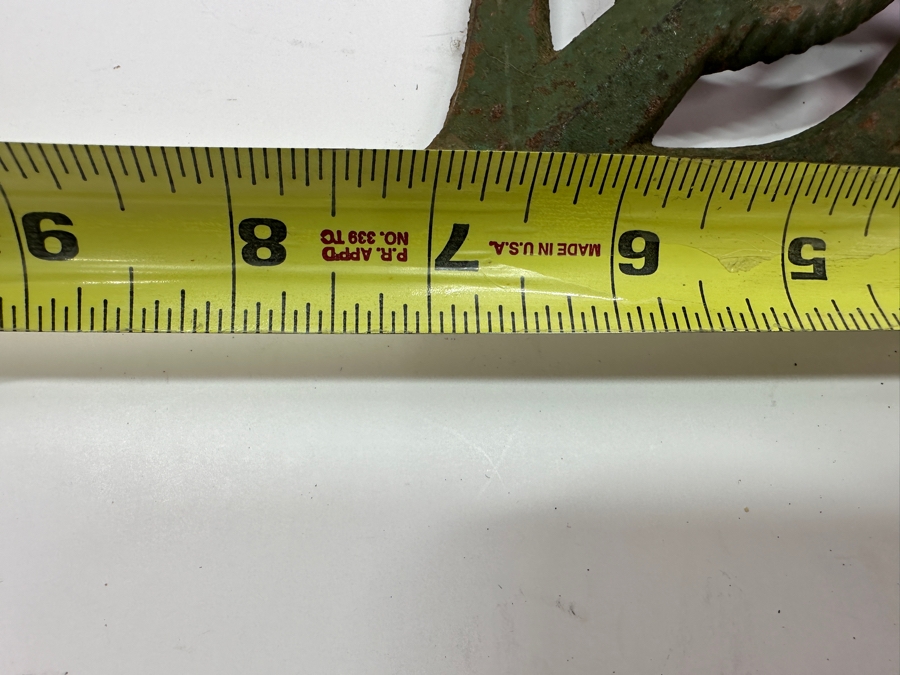 9 8 7 6 5
P.R. APP'D
NO. 339 TC
MADE IN U.S.A.